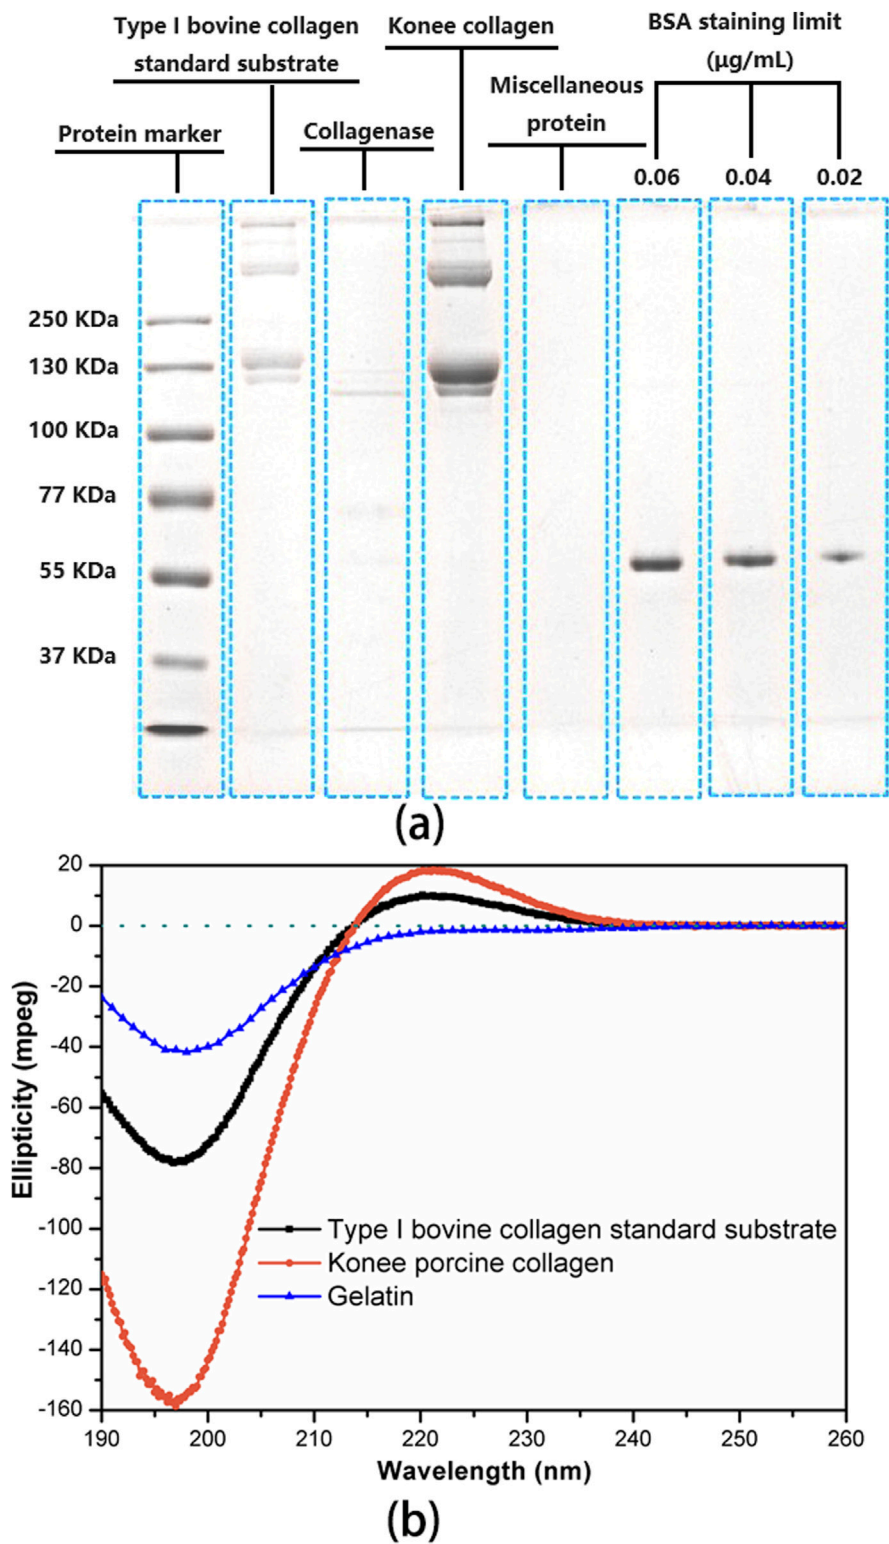 Type I bovine collagen
standard substrate
Konee collagen
BSA staining limit
(μg/mL)
Miscellaneous
protein
Protein marker
Collagenase
0.06
0.04
0.02
250 KDa
130 KDa
100 KDa
77 KDa
55 KDa
37 KDa
(a)
20
0
-20
-40
-60
-80
-100
-120
-140
-160
Ellipticity (mpeg)
Type I bovine collagen standard substrate
Konee porcine collagen
Gelatin
190 200 210 220 230 240 250 260
Wavelength (nm)
(b)